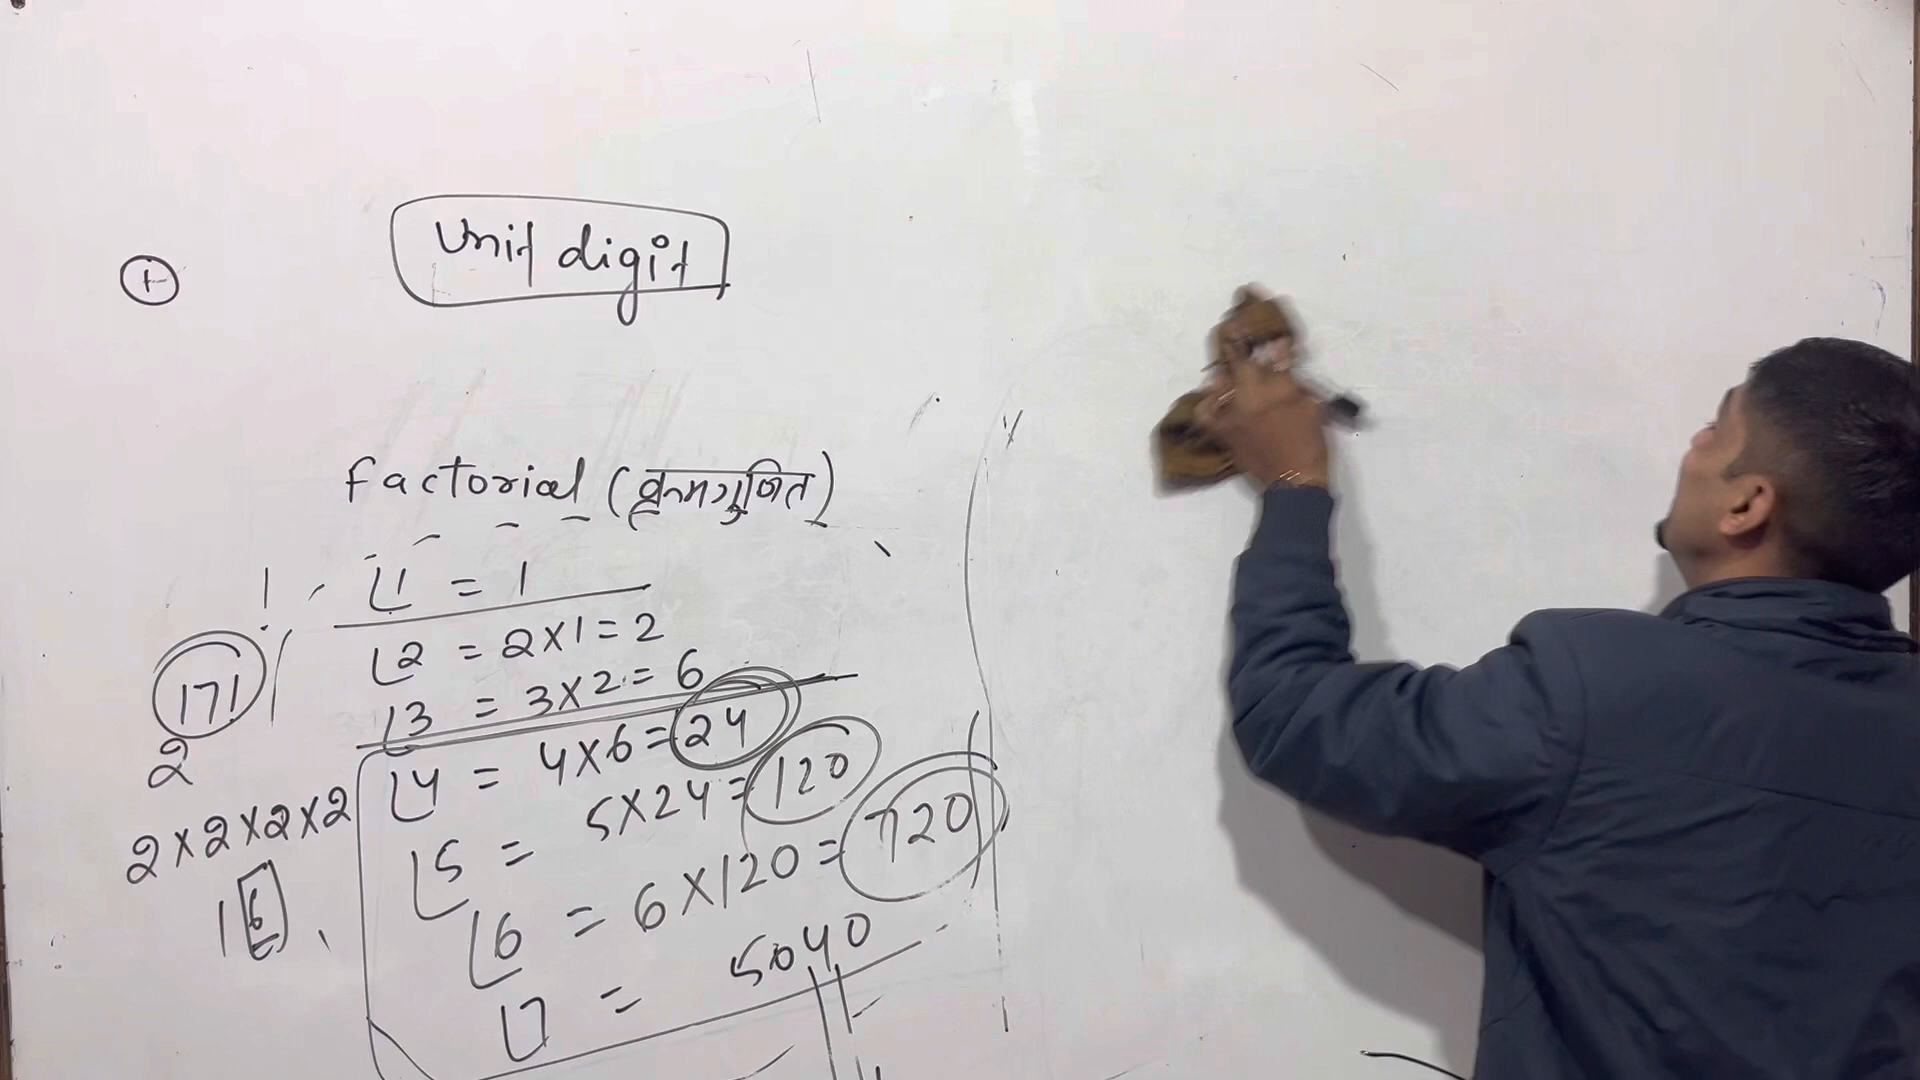 1
Unit digit
Factorial (क्रमगुणित)
! ⌊1 = 1
⌊2 = 2×1=2
⌊3 = 3×2=6
⌊4 = 4×6=24
⌊5 = 5×24=120
⌊6 = 6×120=720
⌊7 = 5040
171
2
2×2×2×2
16